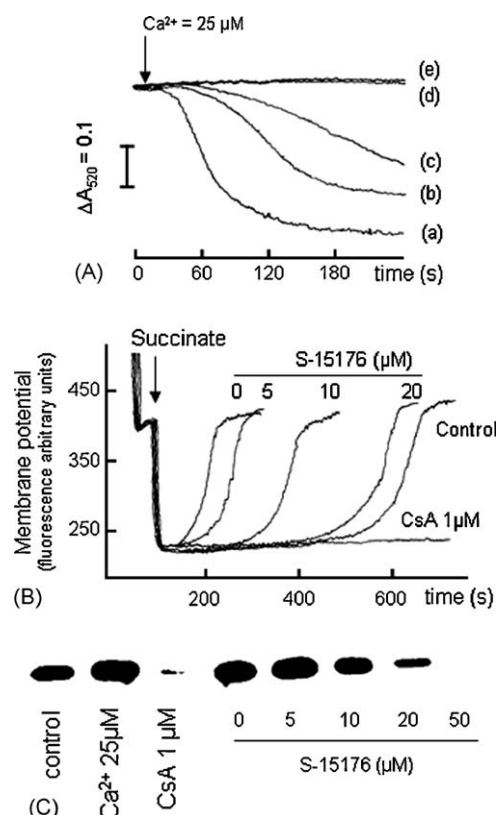 Ca²⁺ = 25 µM
(e)
(d)
(c)
(b)
(a)
ΔA₅₂₀ = 0.1
(A)
0 60 120 180 time (s)
Succinate
S-15176 (µM)
0 5 10 20
Control
CsA 1µM
Membrane potential
(fluorescence arbitrary units)
450
350
250
(B)
200 400 600 time (s)
control
Ca²⁺ 25µM
CsA 1 µM
0 5 10 20 50
S-15176 (µM)
(C)